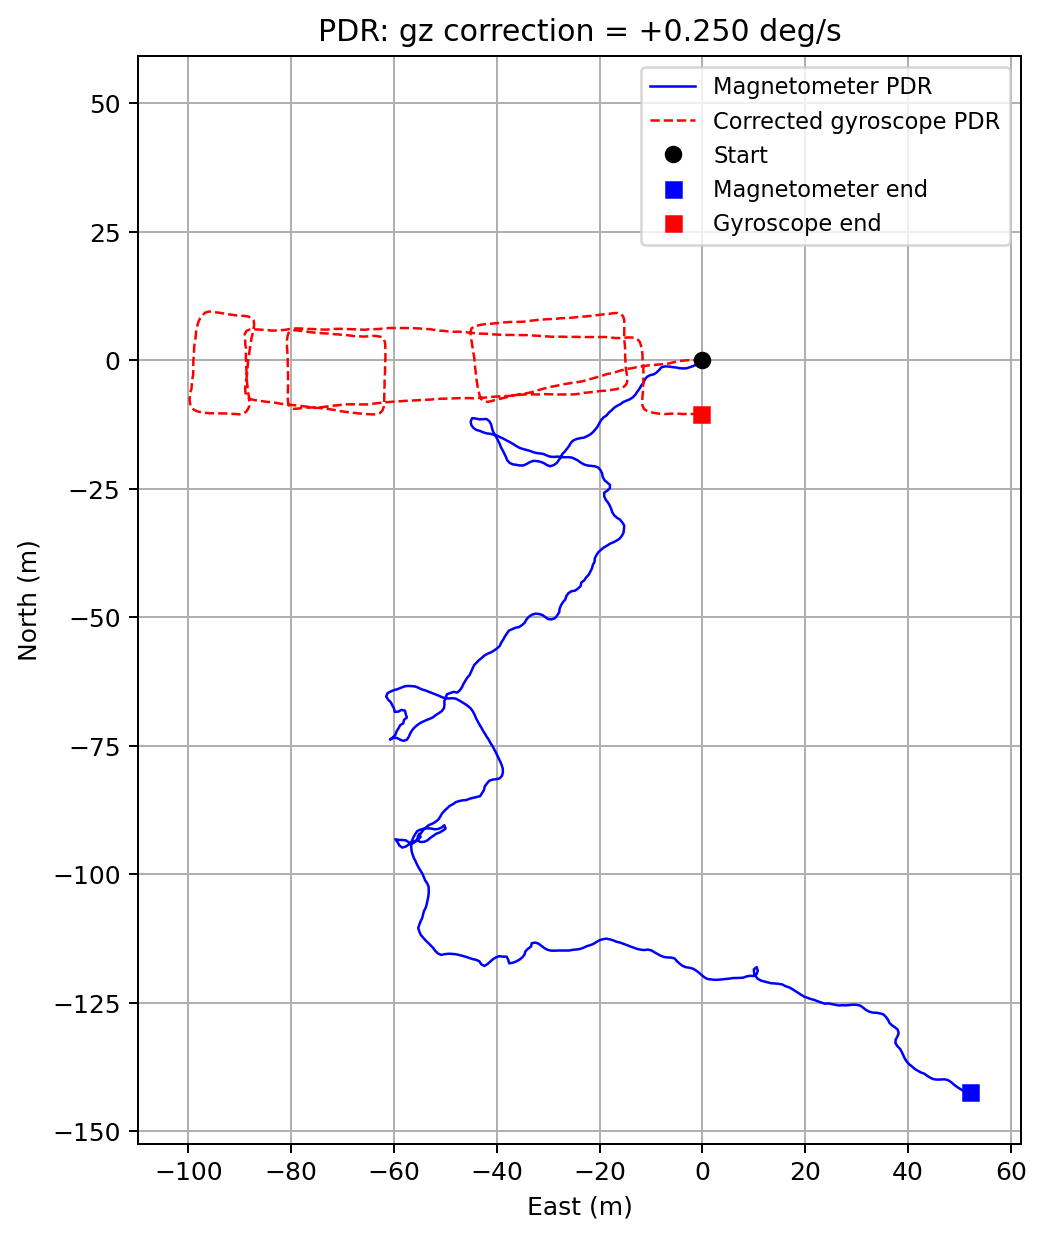 PDR: gz correction = +0.250 deg/s
Magnetometer PDR
Corrected gyroscope PDR
Start
Magnetometer end
Gyroscope end
50
25
0
−25
−50
−75
−100
−125
−150
North (m)
−100 −80 −60 −40 −20 0 20 40 60
East (m)